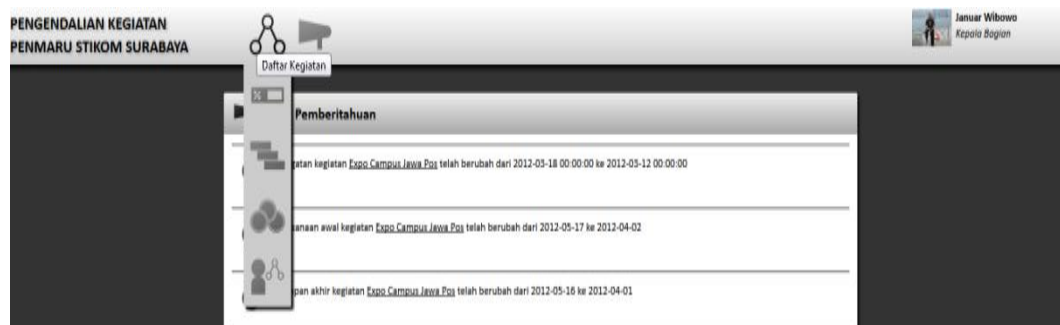 PENGENDALIAN KEGIATAN
PENMARU STIKOM SURABAYA
Januar Wibowo
Kepala Bagian
Daftar Kegiatan
%
Pemberitahuan
kegiatan Expo Campus Jawa Pos telah berubah dari 2012-03-18 00:00:00 ke 2012-03-12 00:00:00
awal kegiatan Expo Campus Jawa Pos telah berubah dari 2012-05-17 ke 2012-04-02
akhir kegiatan Expo Campus Jawa Pos telah berubah dari 2012-05-16 ke 2012-04-01